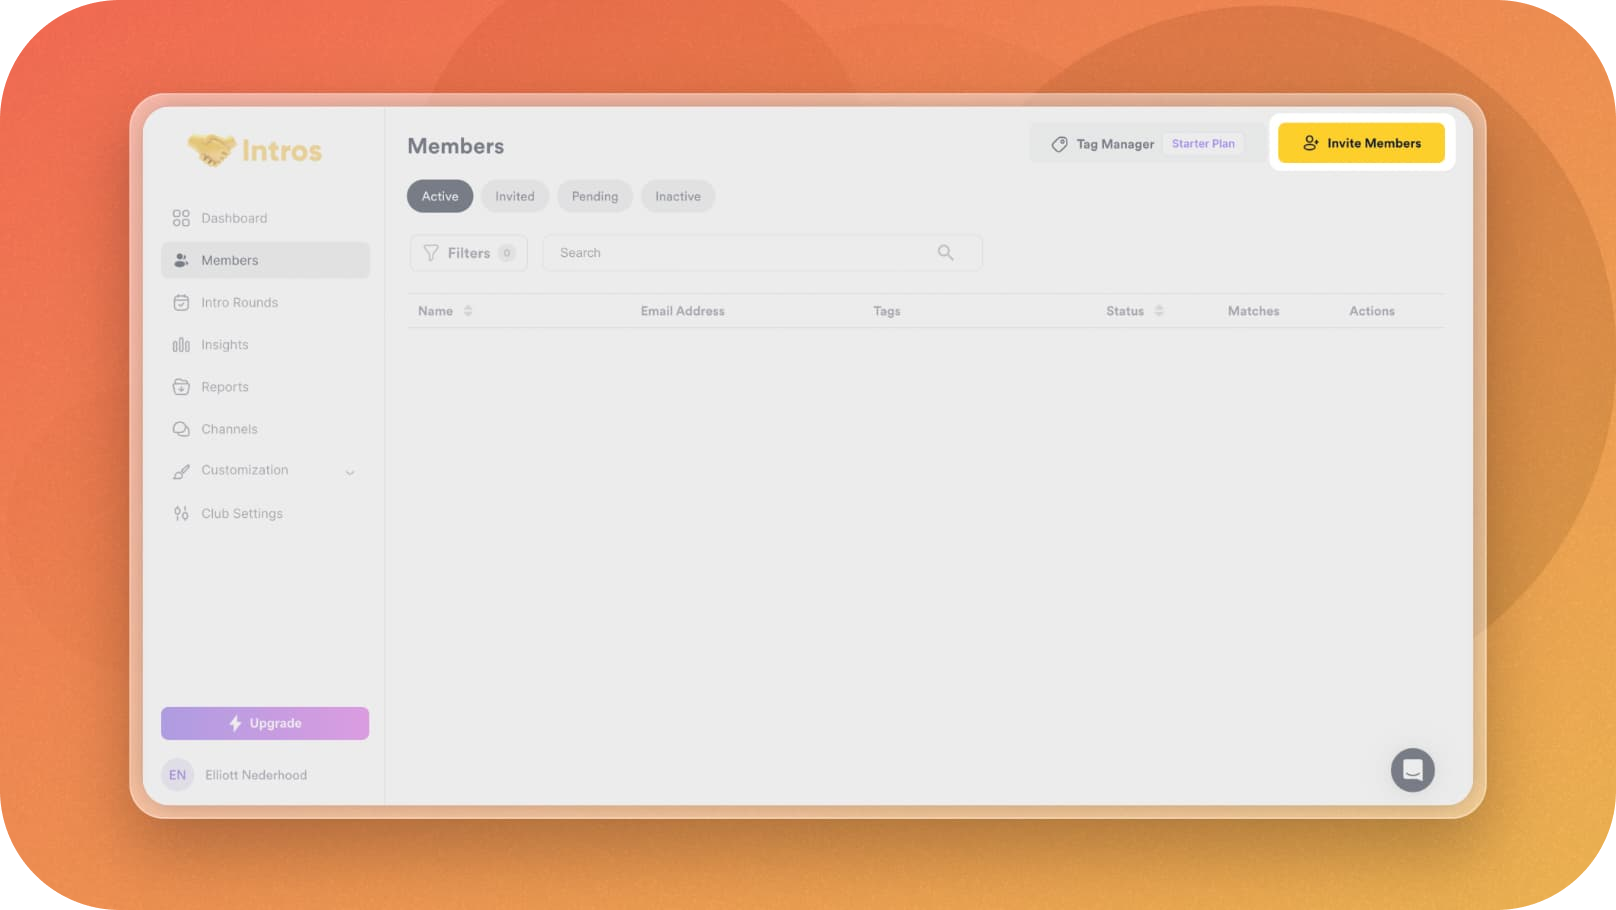 Intros
Dashboard
Members
Intro Rounds
Insights
Reports
Channels
Customization
Club Settings
Upgrade
EN Elliott Nederhood
Members
Tag Manager Starter Plan Invite Members
Active Invited Pending Inactive
Filters 0 Search
Name Email Address Tags Status Matches Actions